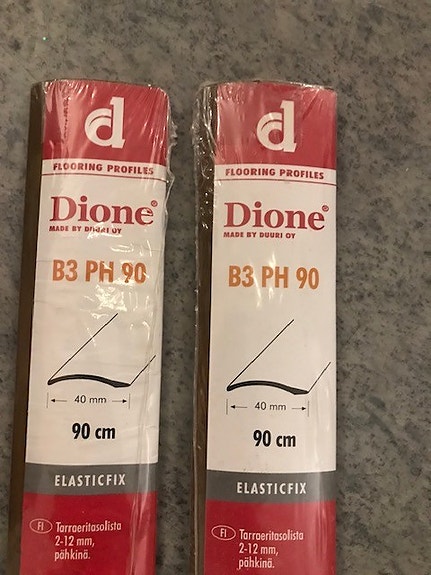 d
FLOORING PROFILES
Dione®
MADE BY DUURI OY
B3 PH 90
40 mm
90 cm
ELASTICFIX
FI Tarraeritasolista
2-12 mm,
pähkinä.
d
FLOORING PROFILES
Dione®
MADE BY DUURI OY
B3 PH 90
40 mm
90 cm
ELASTICFIX
FI Tarraeritasolista
2-12 mm,
pähkinä.